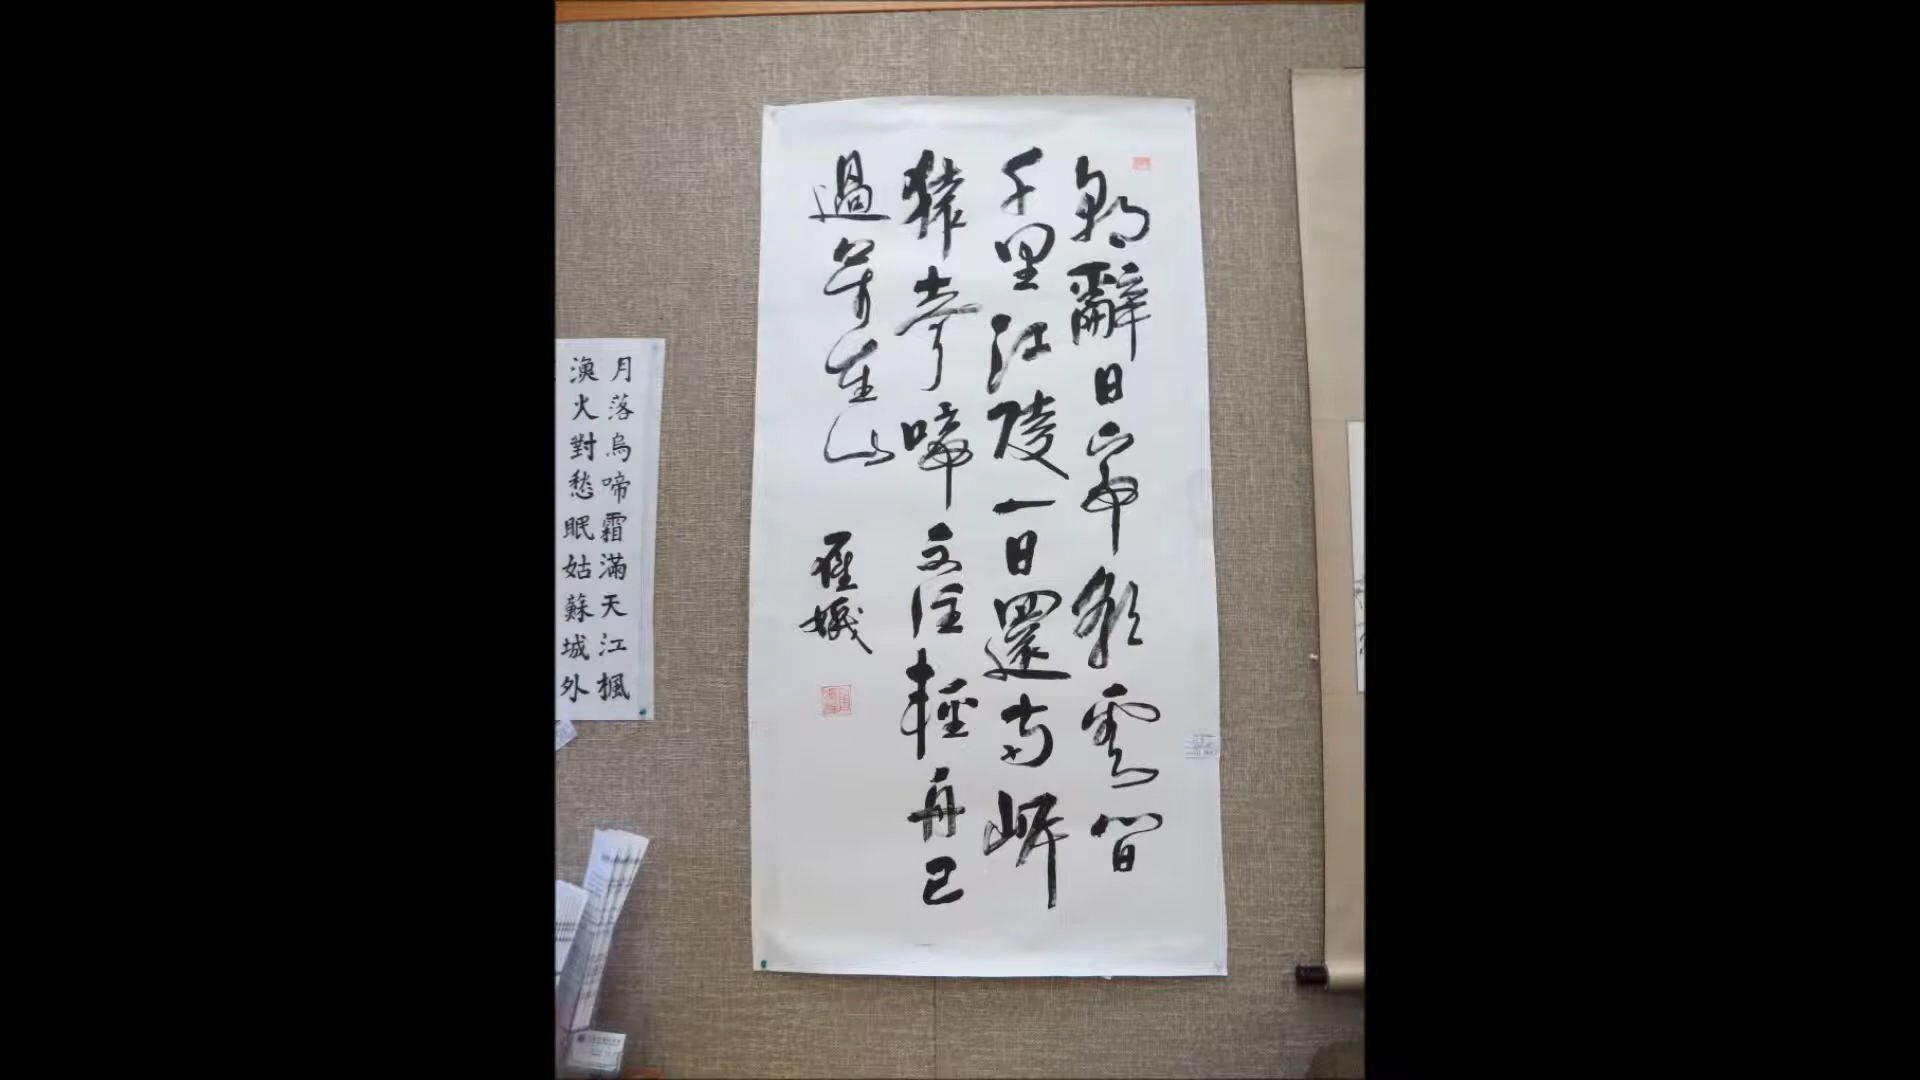 朝辭白帝彩雲間
千里江陵一日還兩岸
猿聲啼不住輕舟已
過萬重山
月落烏啼霜滿天江楓
漁火對愁眠姑蘇城外